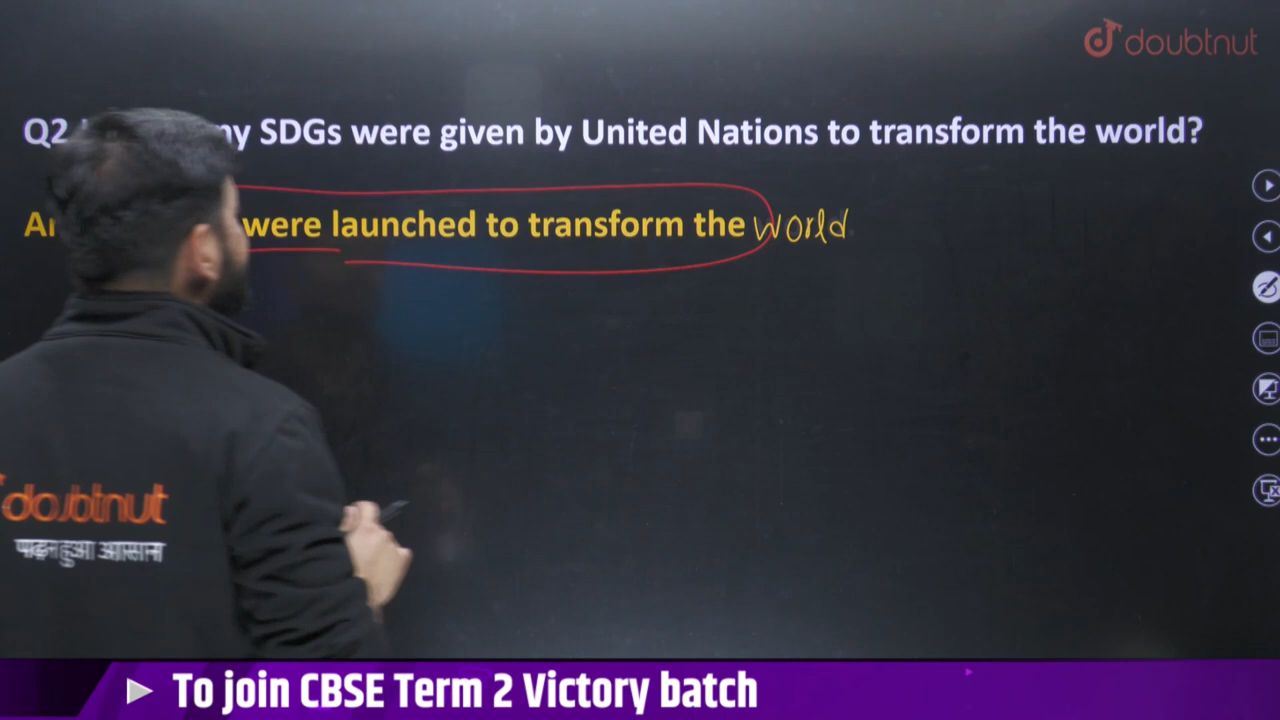 doubtnut
Q2 ny SDGs were given by United Nations to transform the world?
An were launched to transform the world
doubtnut
पढ़ना हुआ आसान
To join CBSE Term 2 Victory batch